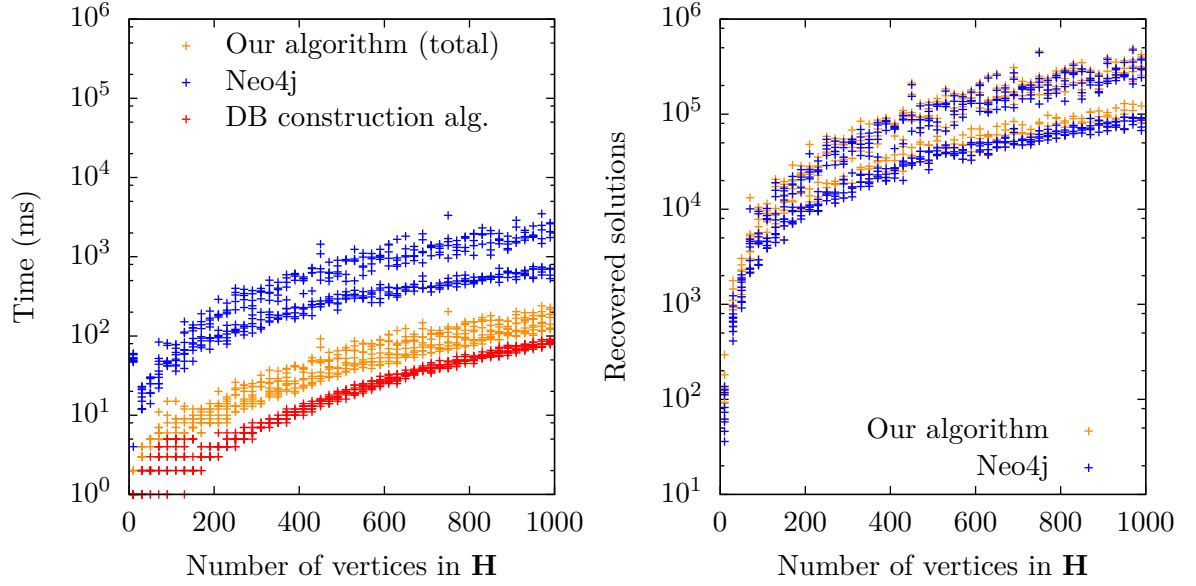 Time (ms)
10^6
10^5
10^4
10^3
10^2
10^1
10^0
Our algorithm (total)
Neo4j
DB construction alg.
0 200 400 600 800 1000
Number of vertices in H
Recovered solutions
10^6
10^5
10^4
10^3
10^2
10^1
Our algorithm
Neo4j
0 200 400 600 800 1000
Number of vertices in H